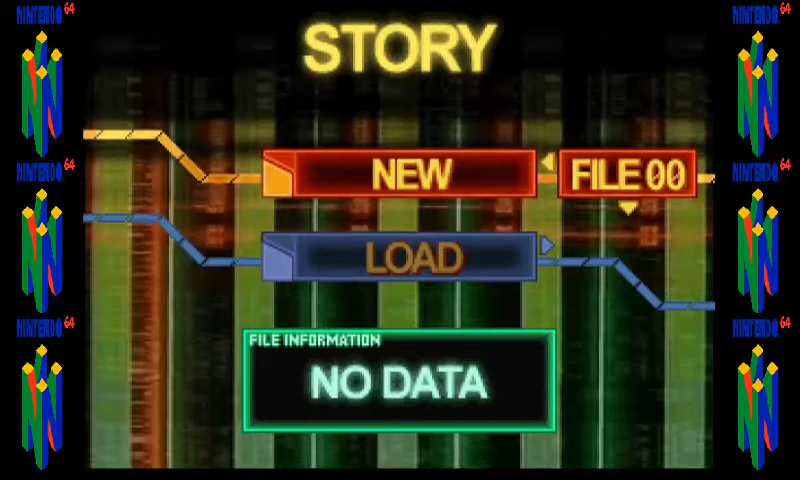 NINTENDO 64
NINTENDO 64
STORY
NEW
FILE 00
NINTENDO 64
NINTENDO 64
LOAD
FILE INFORMATION
NO DATA
NINTENDO 64
NINTENDO 64